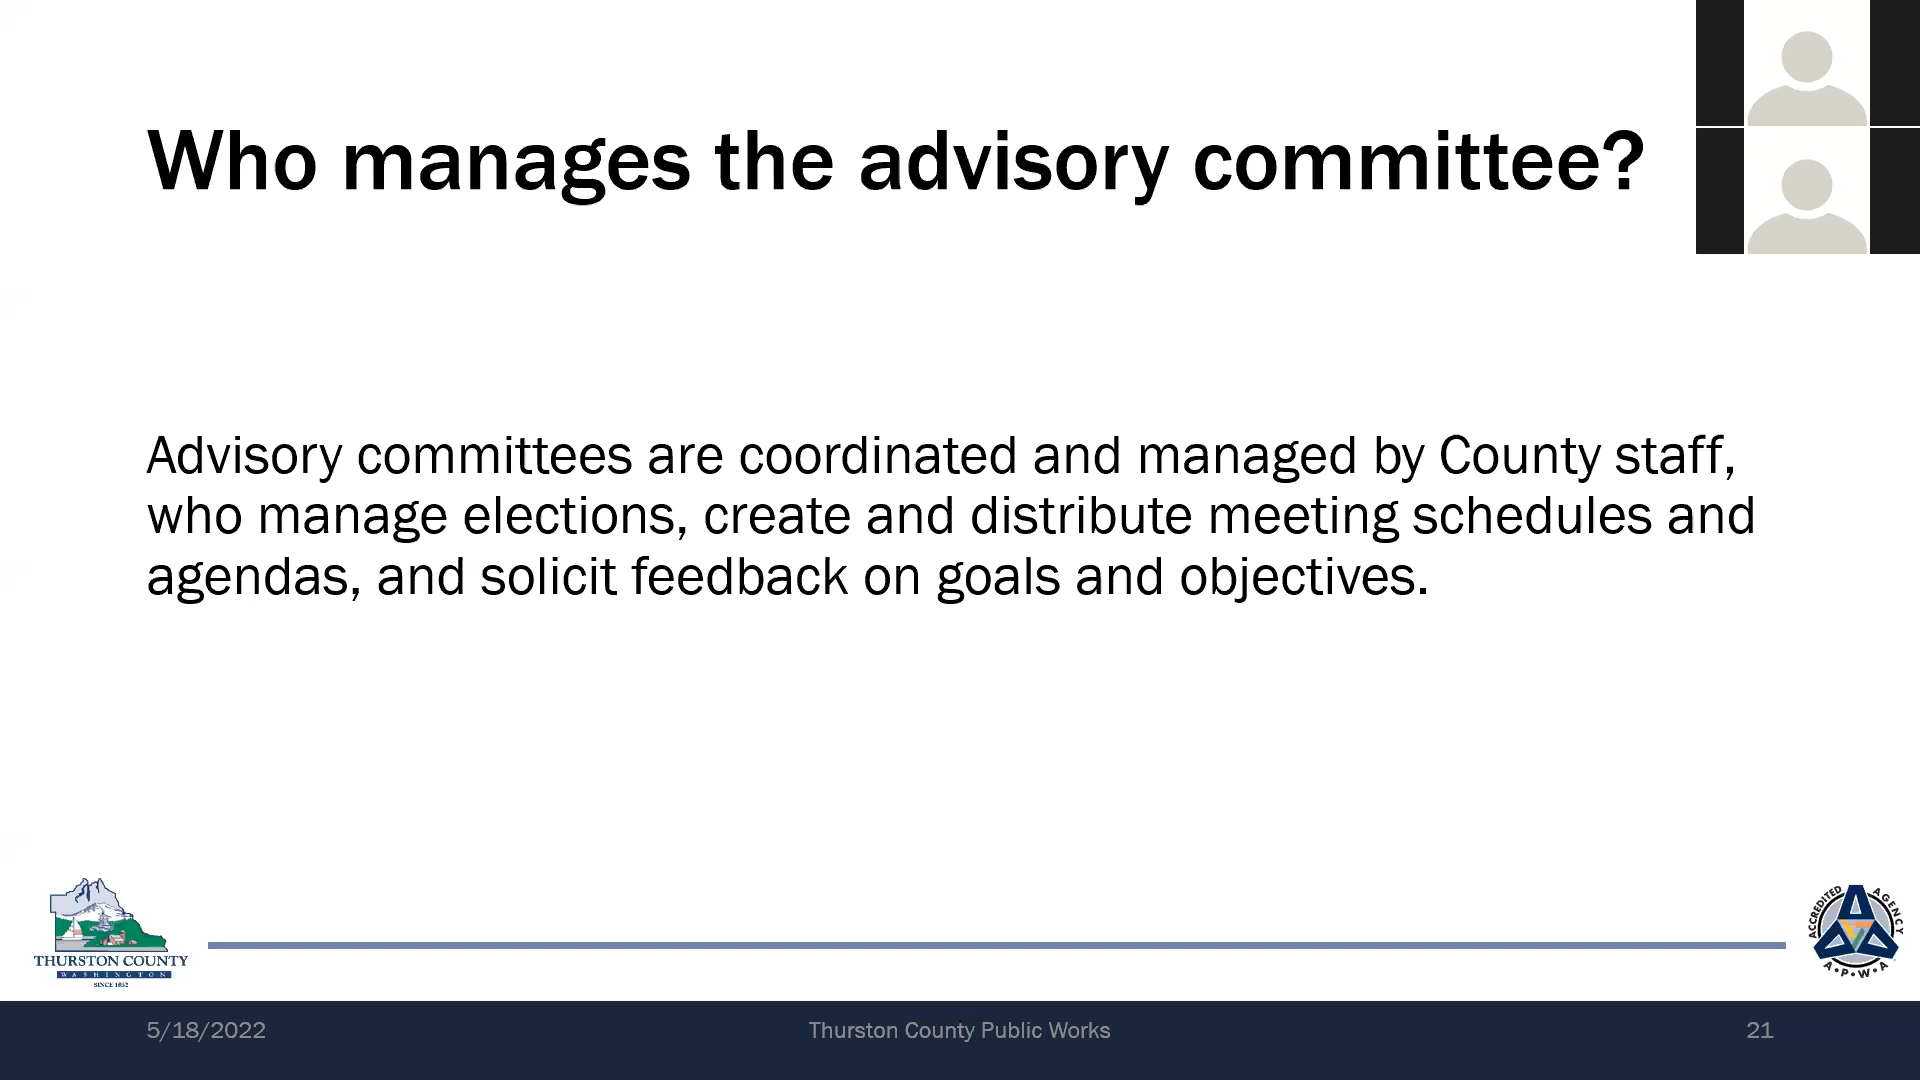 Who manages the advisory committee?
Advisory committees are coordinated and managed by County staff,
who manage elections, create and distribute meeting schedules and
agendas, and solicit feedback on goals and objectives.
THURSTON COUNTY
WASHINGTON
SINCE 1852
ACCREDITED AGENCY
A•P•W•A
5/18/2022
Thurston County Public Works
21